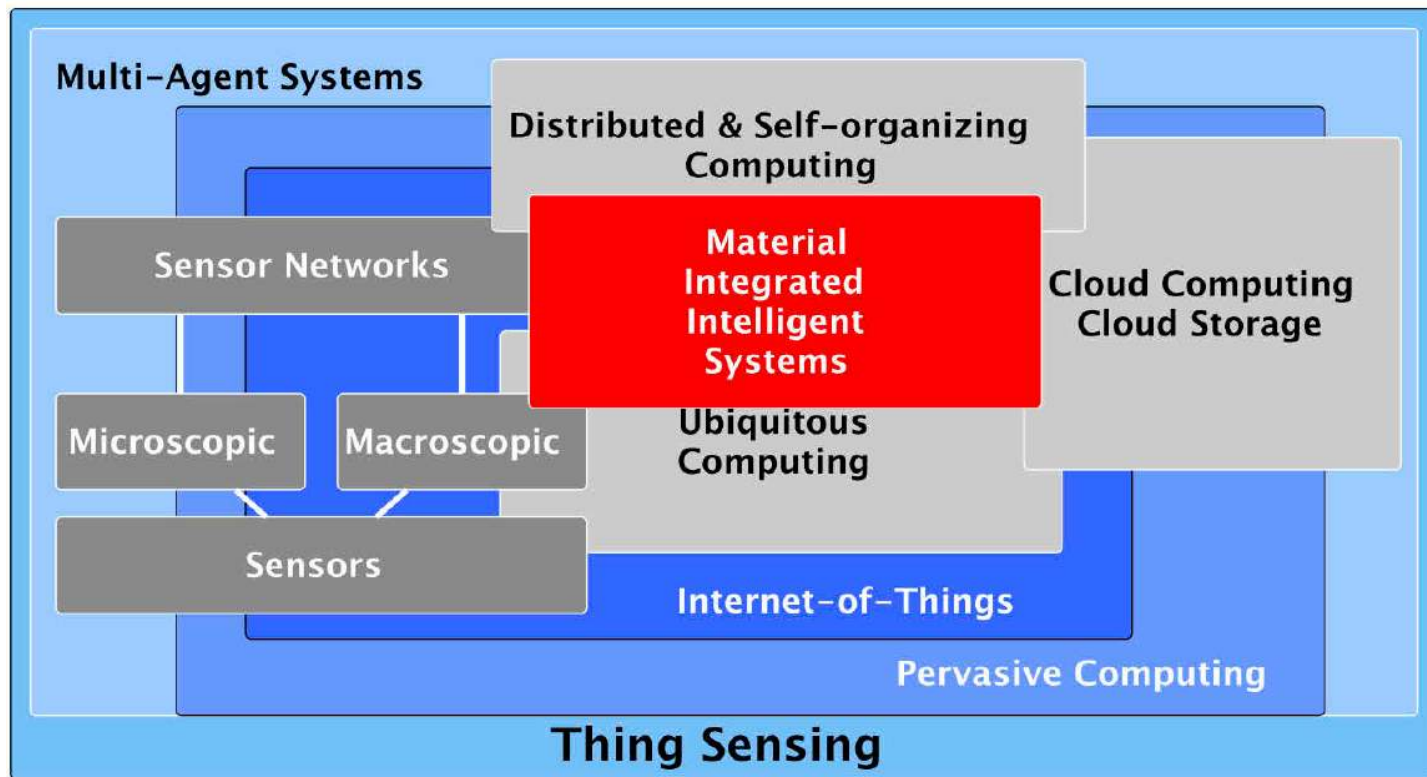 Multi-Agent Systems
Distributed & Self-organizing
Computing
Sensor Networks
Material
Integrated
Intelligent
Systems
Cloud Computing
Cloud Storage
Microscopic
Macroscopic
Ubiquitous
Computing
Sensors
Internet-of-Things
Pervasive Computing
Thing Sensing